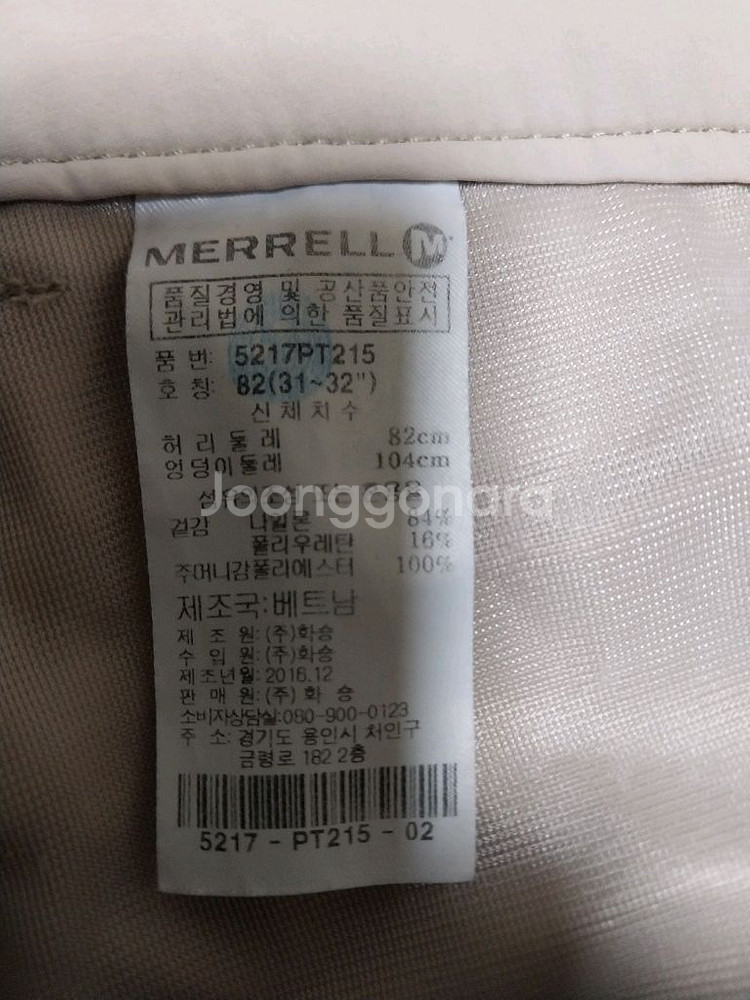 MERRELL M
품질경영 및 공산품안전
관리법에 의한 품질표시
품 번: 5217PT215
호 칭: 82(31~32")
신체치수
허리둘레 82cm
엉덩이둘레 104cm
Joonggonara
겉감 나일론 84%
폴리우레탄 16%
주머니감폴리에스터 100%
제조국:베트남
제 조 원:(주)화승
수 입 원:(주)화승
제조년월:2016.12
판 매 원:(주)화 승
소비자상담실:080-900-0123
주 소:경기도 용인시 처인구
금령로 182 2층
5217 - PT215 - 02